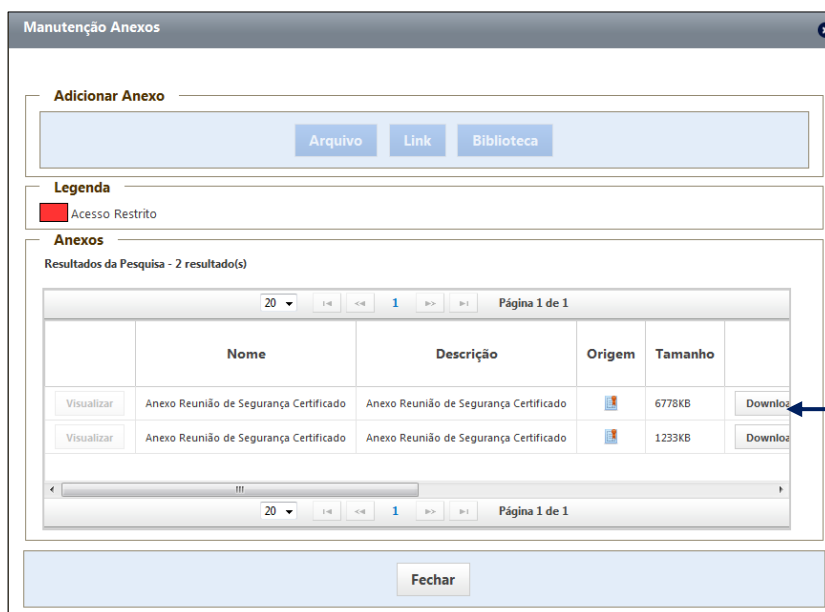 Manutenção Anexos
Adicionar Anexo
Arquivo Link Biblioteca
Legenda
Acesso Restrito
Anexos
Resultados da Pesquisa - 2 resultado(s)
20 1 Página 1 de 1
Nome Descrição Origem Tamanho
Visualizar Anexo Reunião de Segurança Certificado Anexo Reunião de Segurança Certificado 6778KB Downloa
Visualizar Anexo Reunião de Segurança Certificado Anexo Reunião de Segurança Certificado 1233KB Downloa
20 1 Página 1 de 1
Fechar